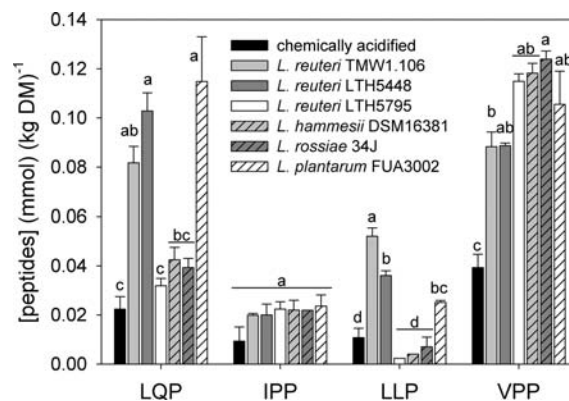 [peptides] (mmol) (kg DM)⁻¹
0.14
0.12
0.10
0.08
0.06
0.04
0.02
0.00
chemically acidified
L. reuteri TMW1.106
L. reuteri LTH5448
L. reuteri LTH5795
L. hammesii DSM16381
L. rossiae 34J
L. plantarum FUA3002
c ab a c bc a
a
d a b d bc
c b ab ab a ab
LQP IPP LLP VPP